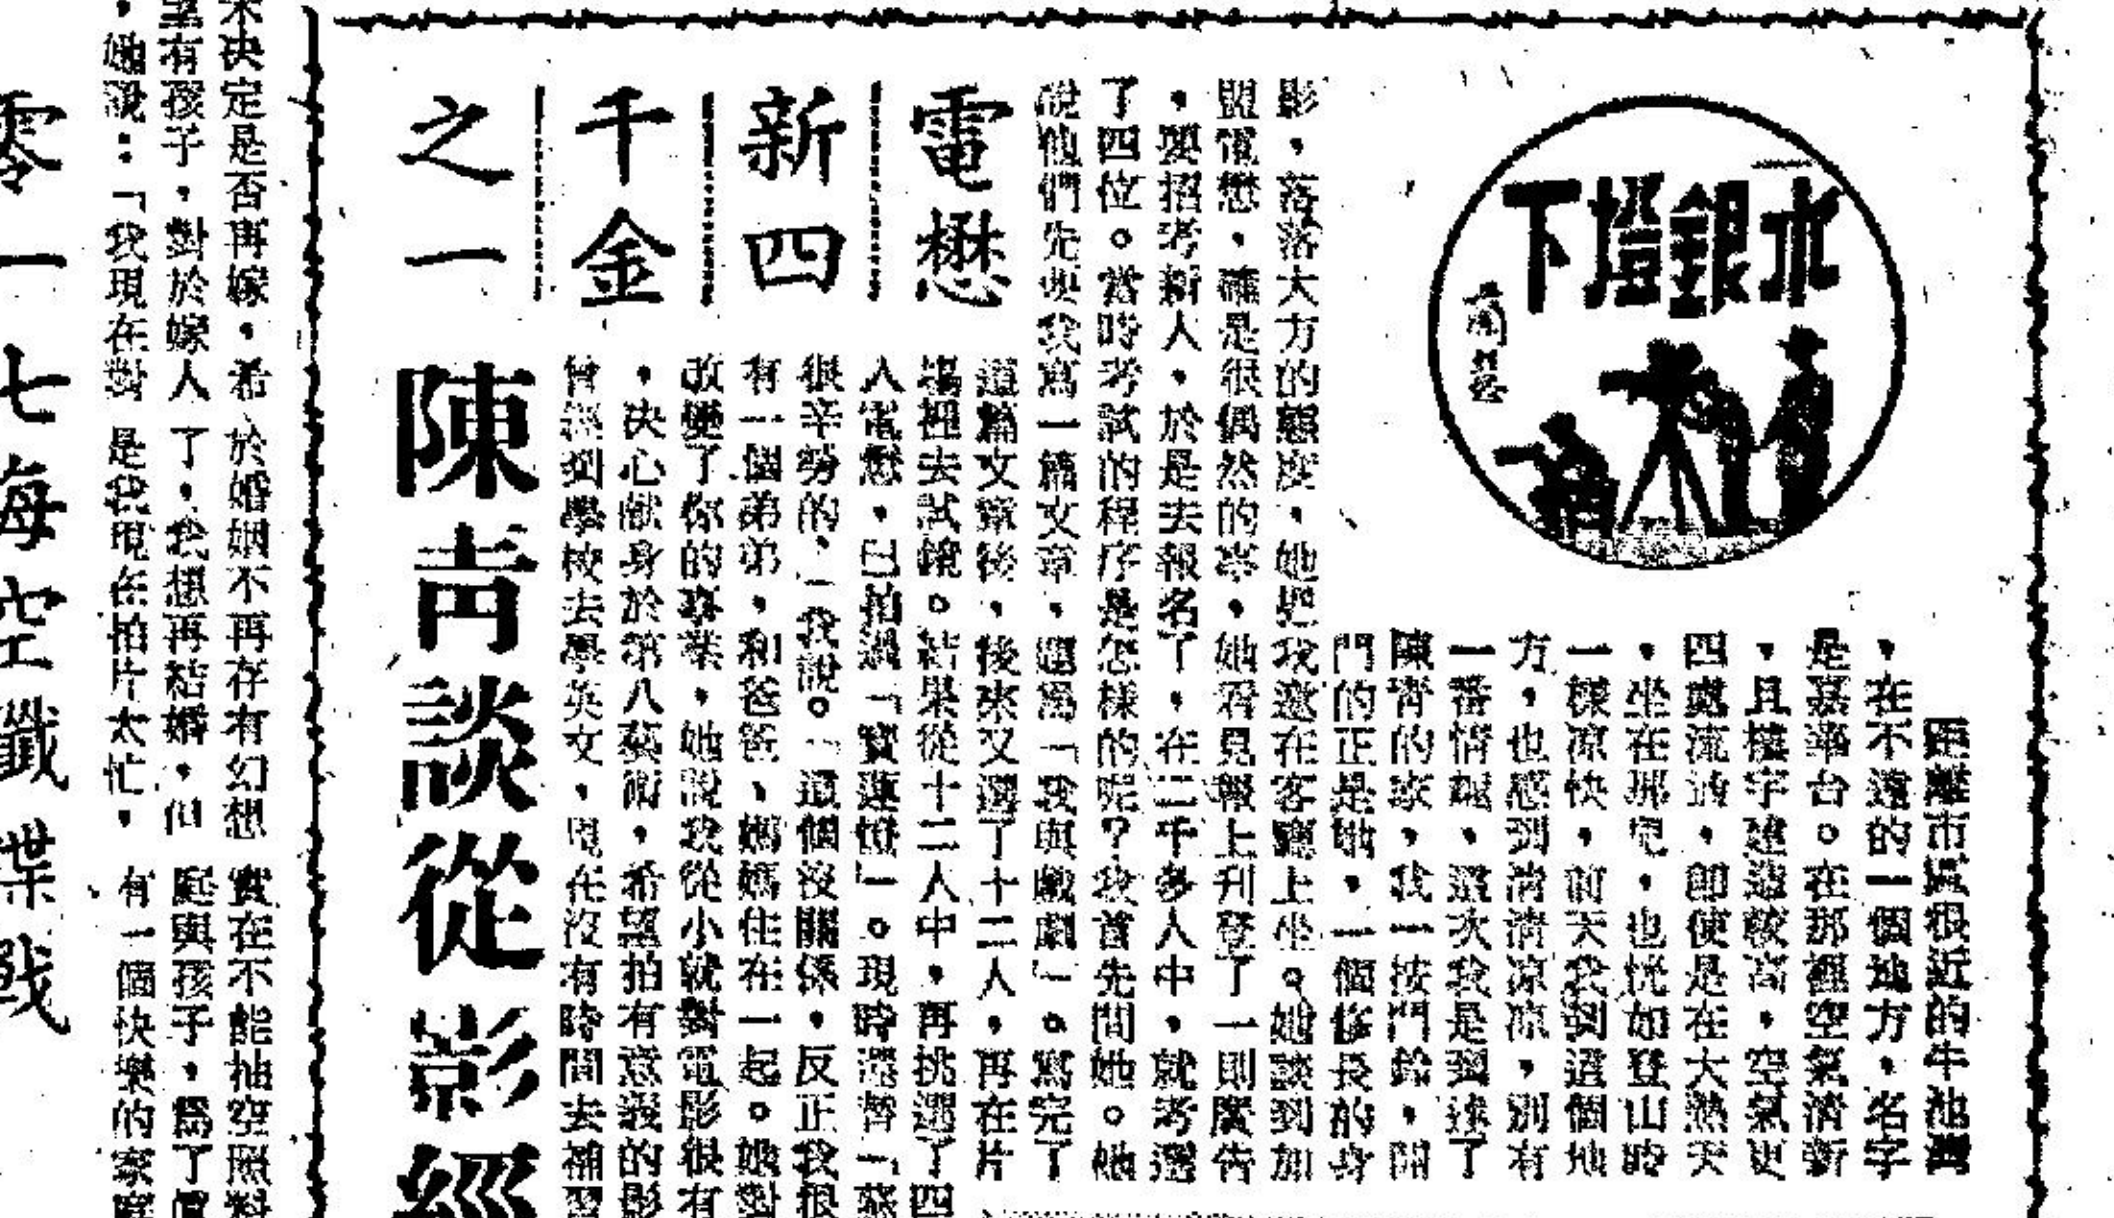 水銀燈下
距離市區很近的牛池灣
，在不遠的一個地方，名字
是嘉華台。在那裡空氣清新
，且樓宇建造較高，空氣更
四處流通，即使是在大熱天
，坐在那兒，也恍如登山時
一樣凉快，前天我到這個地
方，也感到清清凉凉，別有
一番情緒，這次我是到達了
陳青的家，我一按門鈴，開
門的正是她，一個修長的身
影，落落大方的態度，她把我邀在客廳上坐。她談到加
盟電懋，確是很偶然的事，她看見報上刊登了一則廣告
，要招考新人，於是去報名了，在二千多人中，就考選
了四位。當時考試的程序是怎樣的呢？我首先問她。她
說他們先要我寫一篇文章，題爲「我與戲劇」。寫完了
這篇文章後，後來又選了十二人，再在片
塲裡去試鏡。結果從十二人中，再挑選了四
人電懋，已拍過「寶蓮燈」。現時灌督「
很辛勞的，」我說。「這個沒關係，反正我很
有一個弟弟，和爸爸、媽媽住在一起。她對
改變了你的事業，她說我從小就對電影很有
，决心献身於第八藝術，希望拍有意義的影
曾經到學校去學英文，現在沒有時間去補習
電懋
新四
千金
之一
陳青談從影經
未决定是否再嫁，希
望有孩子，對於嫁人
，她說：「我現在對
於婚姻不再存有幻想
了，我想再結婚，但
是我現在拍片太忙，
實在不能抽空照料
庭與孩子，爲了
有一個快樂的家庭
零一七海空鐵諜戰